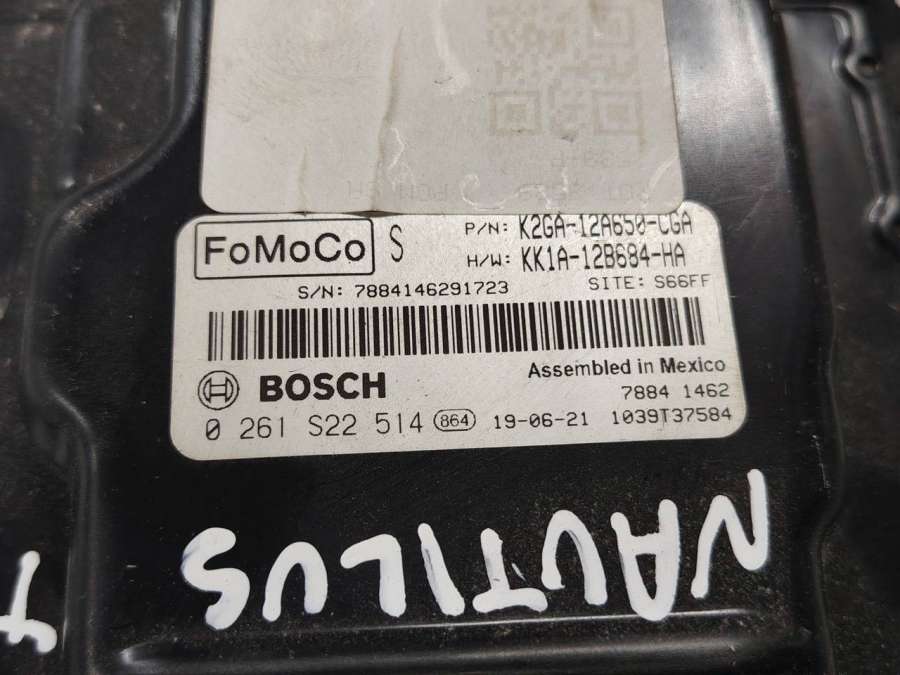 FoMoCo S P/N: K2GA-12A650-CGA
H/W: KK1A-12B684-HA
S/N: 7884146291723 SITE: S66FF
Assembled in Mexico
BOSCH
7884 1462
0 261 S22 514 864 19-06-21 1039T37584
NAUTILUS